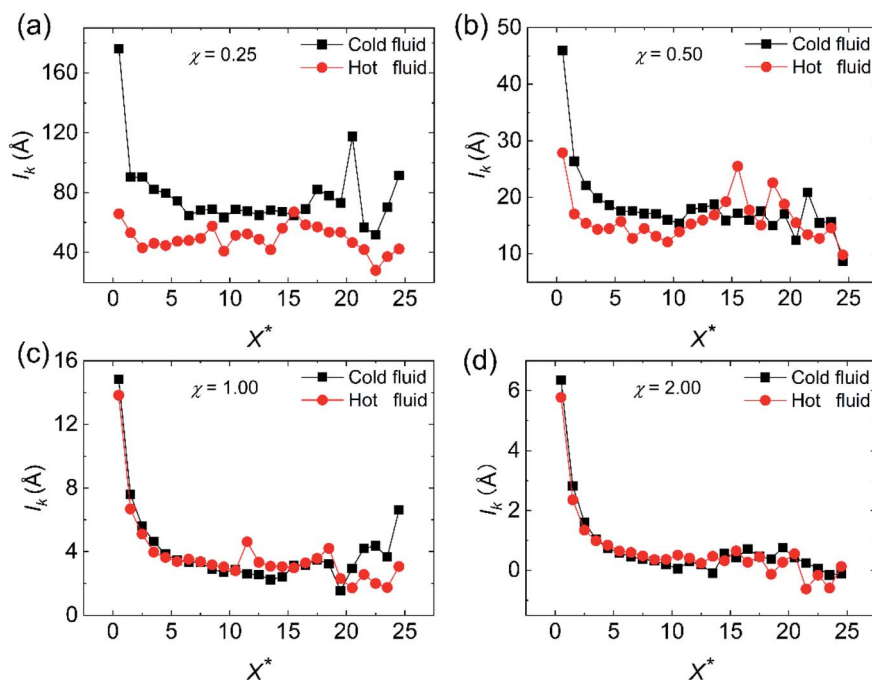 (a)
χ = 0.25
Cold fluid
Hot fluid
160
120
80
40
l_k (Å)
0 5 10 15 20 25
X*
(b)
χ = 0.50
Cold fluid
Hot fluid
50
40
30
20
10
l_k (Å)
0 5 10 15 20 25
X*
(c)
χ = 1.00
Cold fluid
Hot fluid
16
12
8
4
0
l_k (Å)
0 5 10 15 20 25
X*
(d)
χ = 2.00
Cold fluid
Hot fluid
6
4
2
0
l_k (Å)
0 5 10 15 20 25
X*